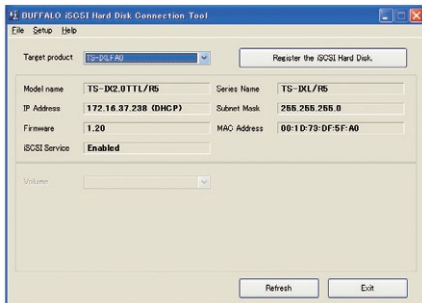 BUFFALO iSCSI Hard Disk Connection Tool
File Setup Help
Target product TS-IXLFA0 Register the iSCSI Hard Disk.
Model name TS-IX2.0TTL/R5 Series Name TS-IXL/R5
IP Address 172.16.37.238 (DHCP) Subnet Mask 255.255.255.0
Firmware 1.20 MAC Address 00:1D:73:DF:5F:A0
iSCSI Service Enabled
Volume
Refresh Exit